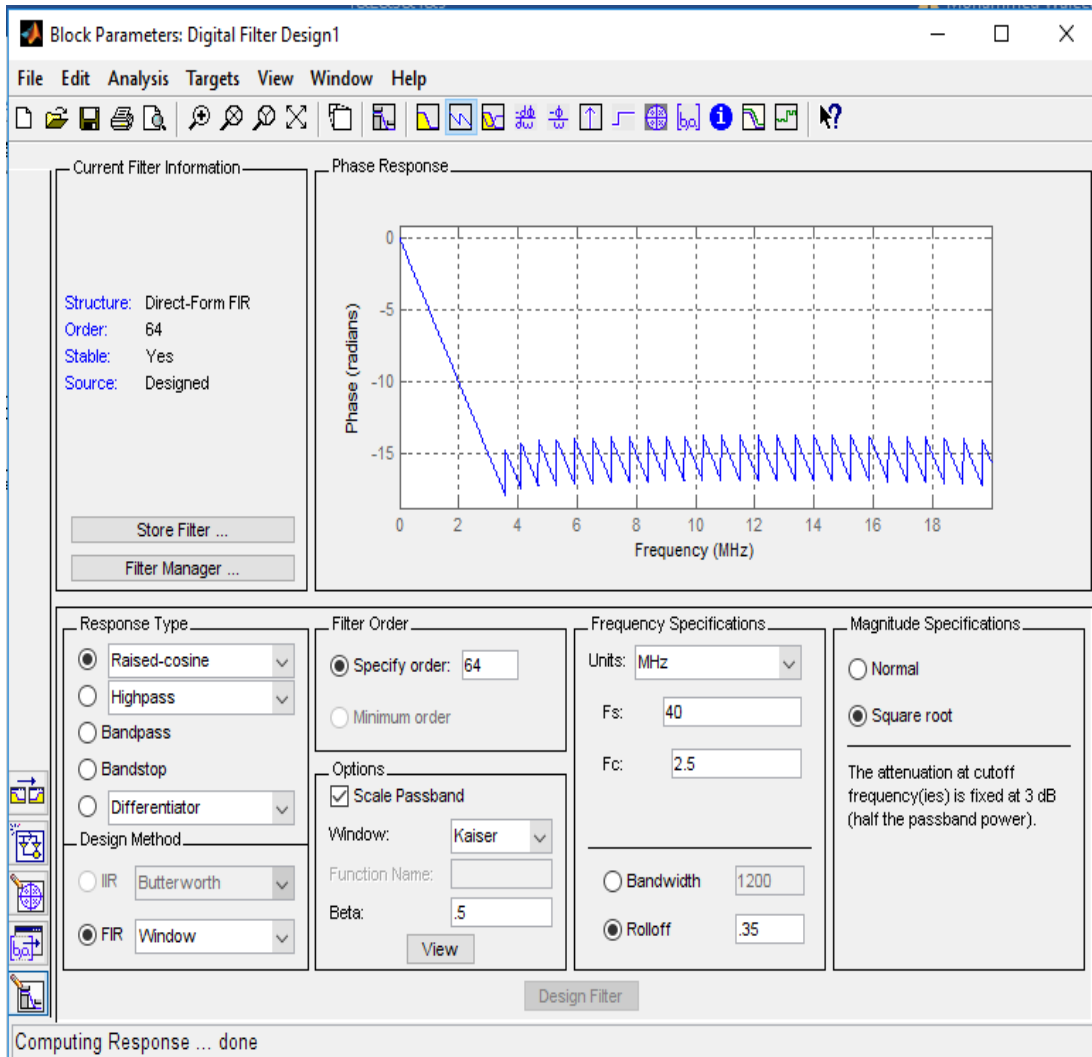 Block Parameters: Digital Filter Design1
File Edit Analysis Targets View Window Help
Current Filter Information
Structure: Direct-Form FIR
Order: 64
Stable: Yes
Source: Designed
Store Filter ...
Filter Manager ...
Phase Response
Phase (radians)
0
-5
-10
-15
0 2 4 6 8 10 12 14 16 18
Frequency (MHz)
Response Type
Raised-cosine
Highpass
Bandpass
Bandstop
Differentiator
Design Method
IIR Butterworth
FIR Window
Filter Order
Specify order: 64
Minimum order
Options
Scale Passband
Window: Kaiser
Function Name:
Beta: .5
View
Frequency Specifications
Units: MHz
Fs: 40
Fc: 2.5
Bandwidth 1200
Rolloff .35
Magnitude Specifications
Normal
Square root
The attenuation at cutoff
frequency(ies) is fixed at 3 dB
(half the passband power).
Design Filter
Computing Response ... done